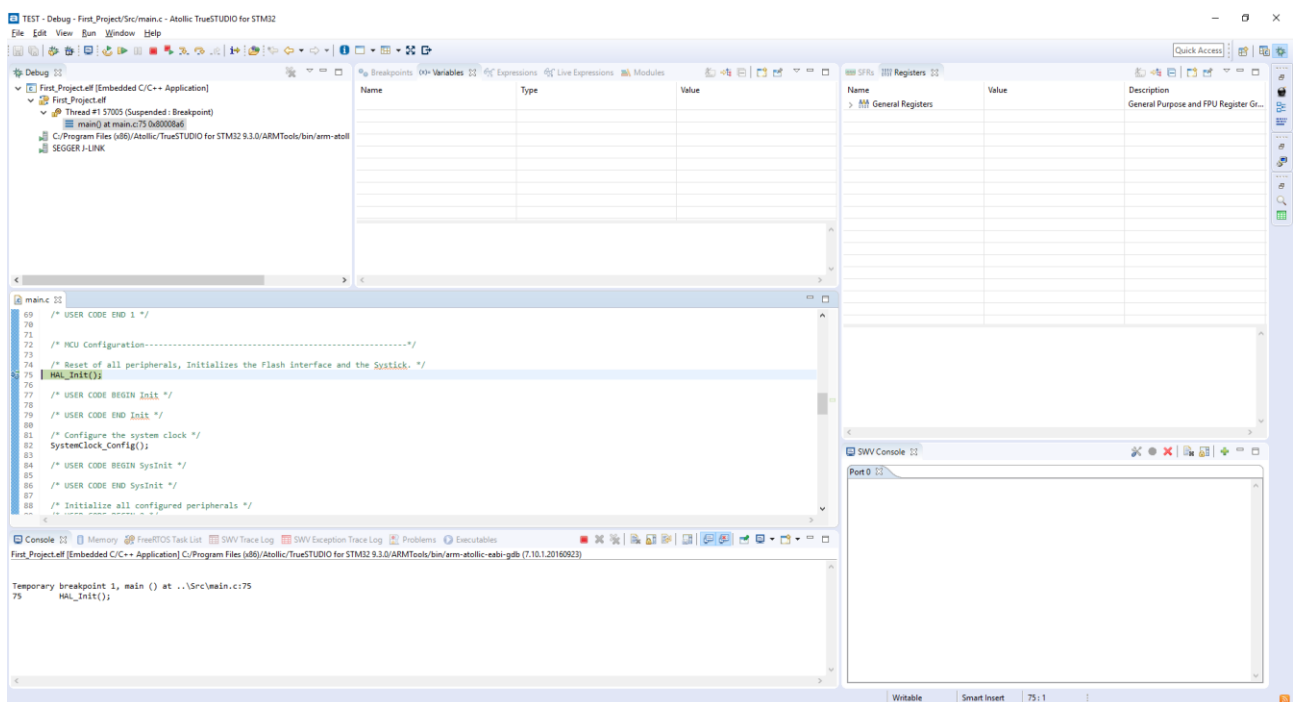 TEST - Debug - First_Project/Src/main.c - Atollic TrueSTUDIO for STM32
File Edit View Run Window Help
Quick Access
Debug
First_Project.elf [Embedded C/C++ Application]
First_Project.elf
Thread #1 57005 (Suspended : Breakpoint)
main() at main.c:75 0x80008a6
C:/Program Files (x86)/Atollic/TrueSTUDIO for STM32 9.3.0/ARMTools/bin/arm-atoll
SEGGER J-LINK
Breakpoints (x)= Variables Expressions Live Expressions Modules
Name Type Value
SFRs Registers
Name Value Description
General Registers General Purpose and FPU Register Gr...
main.c
69 /* USER CODE END 1 */
70
71
72 /* MCU Configuration--------------------------------------------------------*/
73
74 /* Reset of all peripherals, Initializes the Flash interface and the Systick. */
75 HAL_Init();
76
77 /* USER CODE BEGIN Init */
78
79 /* USER CODE END Init */
80
81 /* Configure the system clock */
82 SystemClock_Config();
83
84 /* USER CODE BEGIN SysInit */
85
86 /* USER CODE END SysInit */
87
88 /* Initialize all configured peripherals */
SWV Console
Port 0
Console Memory FreeRTOS Task List SWV Trace Log SWV Exception Trace Log Problems Executables
First_Project.elf [Embedded C/C++ Application] C:/Program Files (x86)/Atollic/TrueSTUDIO for STM32 9.3.0/ARMTools/bin/arm-atollic-eabi-gdb (7.10.1.20160923)
Temporary breakpoint 1, main () at ..\Src\main.c:75
75 HAL_Init();
Writable Smart Insert 75 : 1